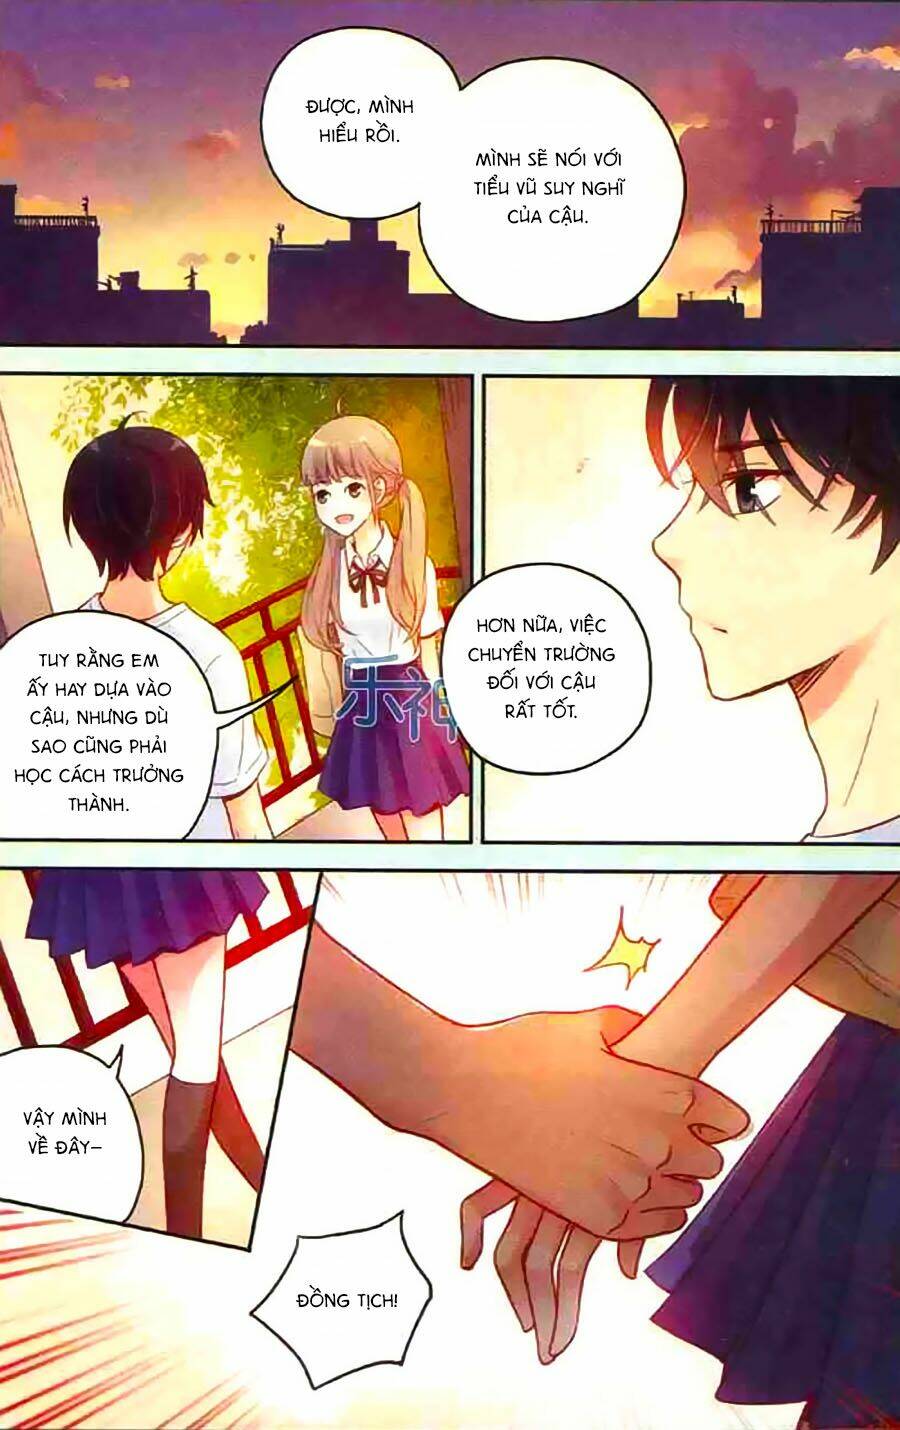 ĐƯỢC, MÌNH
HIỂU RỒI.
MÌNH SẼ NÓI VỚI
TIỂU VŨ SUY NGHĨ
CỦA CẬU.
TUY RẰNG EM
ẤY HAY DỰA VÀO
CẬU, NHƯNG DÙ
SAO CŨNG PHẢI
HỌC CÁCH TRƯỞNG
THÀNH.
乐神
HƠN NỮA, VIỆC
CHUYỂN TRƯỜNG
ĐỐI VỚI CẬU
RẤT TỐT.
VẬY MÌNH
VỀ ĐÂY–
ĐỒNG TỊCH!